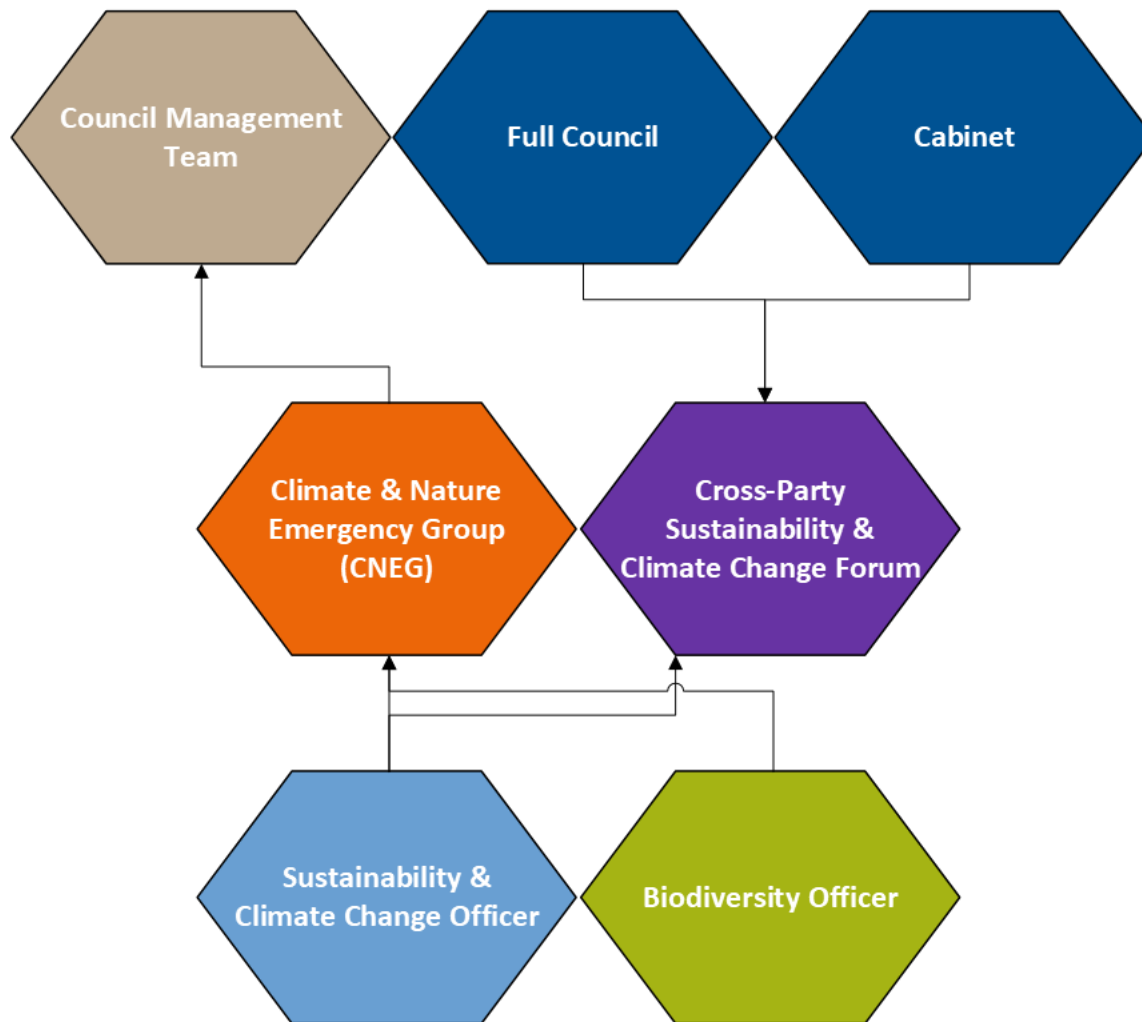 Council Management
Team
Full Council
Cabinet
Climate & Nature
Emergency Group
(CNEG)
Cross-Party
Sustainability &
Climate Change Forum
Sustainability &
Climate Change Officer
Biodiversity Officer